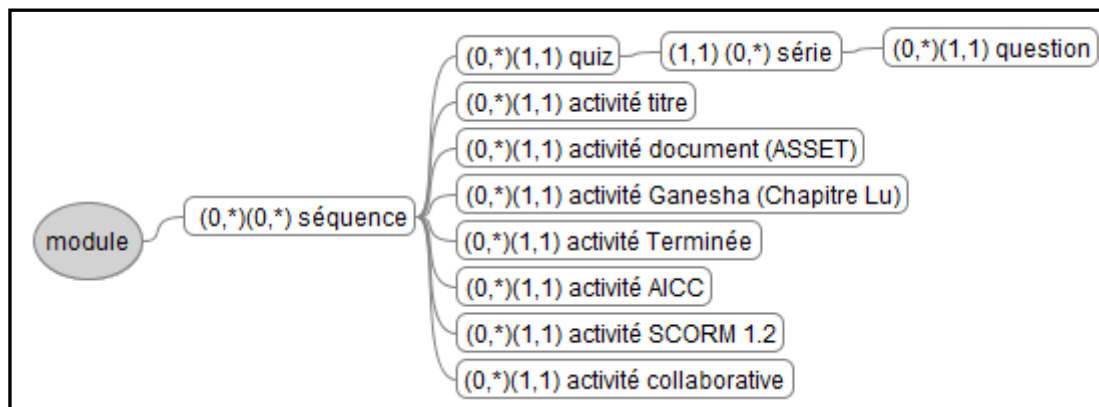 module
(0,*)(0,*) séquence
(0,*)(1,1) quiz
(1,1) (0,*) série
(0,*)(1,1) question
(0,*)(1,1) activité titre
(0,*)(1,1) activité document (ASSET)
(0,*)(1,1) activité Ganesha (Chapitre Lu)
(0,*)(1,1) activité Terminée
(0,*)(1,1) activité AICC
(0,*)(1,1) activité SCORM 1.2
(0,*)(1,1) activité collaborative